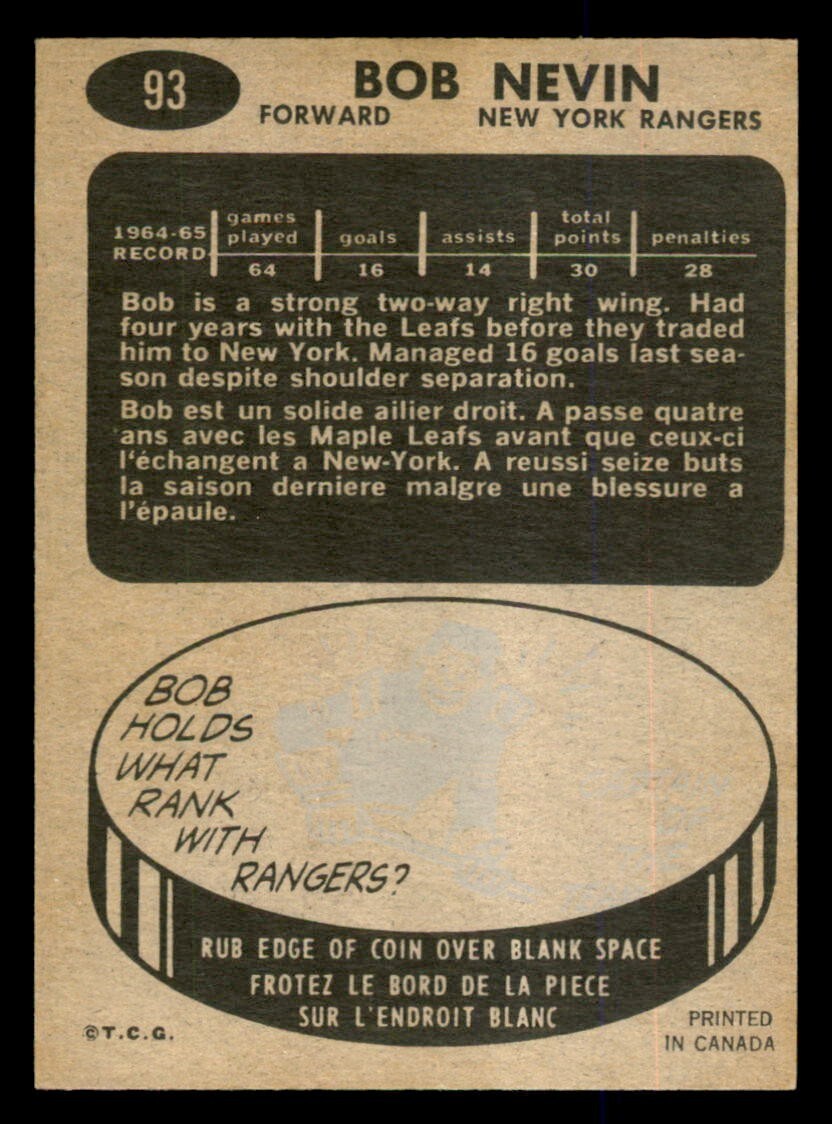 93
BOB NEVIN
FORWARD NEW YORK RANGERS
1964-65 RECORD
games played goals assists total points penalties
64 16 14 30 28
Bob is a strong two-way right wing. Had
four years with the Leafs before they traded
him to New York. Managed 16 goals last sea-
son despite shoulder separation.
Bob est un solide ailier droit. A passe quatre
ans avec les Maple Leafs avant que ceux-ci
l'échangent a New-York. A reussi seize buts
la saison derniere malgre une blessure a
l'épaule.
BOB
HOLDS
WHAT
RANK
WITH
RANGERS?
RUB EDGE OF COIN OVER BLANK SPACE
FROTEZ LE BORD DE LA PIECE
SUR L'ENDROIT BLANC
©T.C.G.
PRINTED
IN CANADA